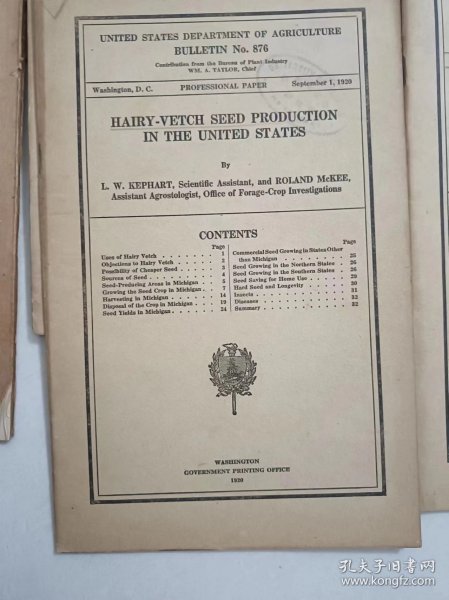 UNITED STATES DEPARTMENT OF AGRICULTURE
BULLETIN No. 876
Contribution from the Bureau of Plant Industry
WM. A. TAYLOR, Chief
Washington, D. C. PROFESSIONAL PAPER September 1, 1920
HAIRY-VETCH SEED PRODUCTION
IN THE UNITED STATES
By
L. W. KEPHART, Scientific Assistant, and ROLAND McKEE,
Assistant Agrostologist, Office of Forage-Crop Investigations
CONTENTS
Page
Uses of Hairy Vetch . . . . . . . 1
Objections to Hairy Vetch . . . . . 2
Possibility of Cheaper Seed . . . . . 3
Sources of Seed . . . . . . . . 4
Seed-Producing Areas in Michigan . . . 5
Growing the Seed Crop in Michigan . . . 7
Harvesting in Michigan . . . . . . 14
Disposal of the Crop in Michigan . . . . 19
Seed Yields in Michigan . . . . . . 24
Page
Commercial Seed Growing in States Other
than Michigan . . . . . . . . 25
Seed Growing in the Northern States . 26
Seed Growing in the Southern States . 26
Seed Saving for Home Use . . . . . 29
Hard Seed and Longevity . . . . . 30
Insects . . . . . . . . . . 31
Diseases . . . . . . . . . . 32
Summary . . . . . . . . . . 32
WASHINGTON
GOVERNMENT PRINTING OFFICE
1920
孔夫子旧书网
www.kongfz.com